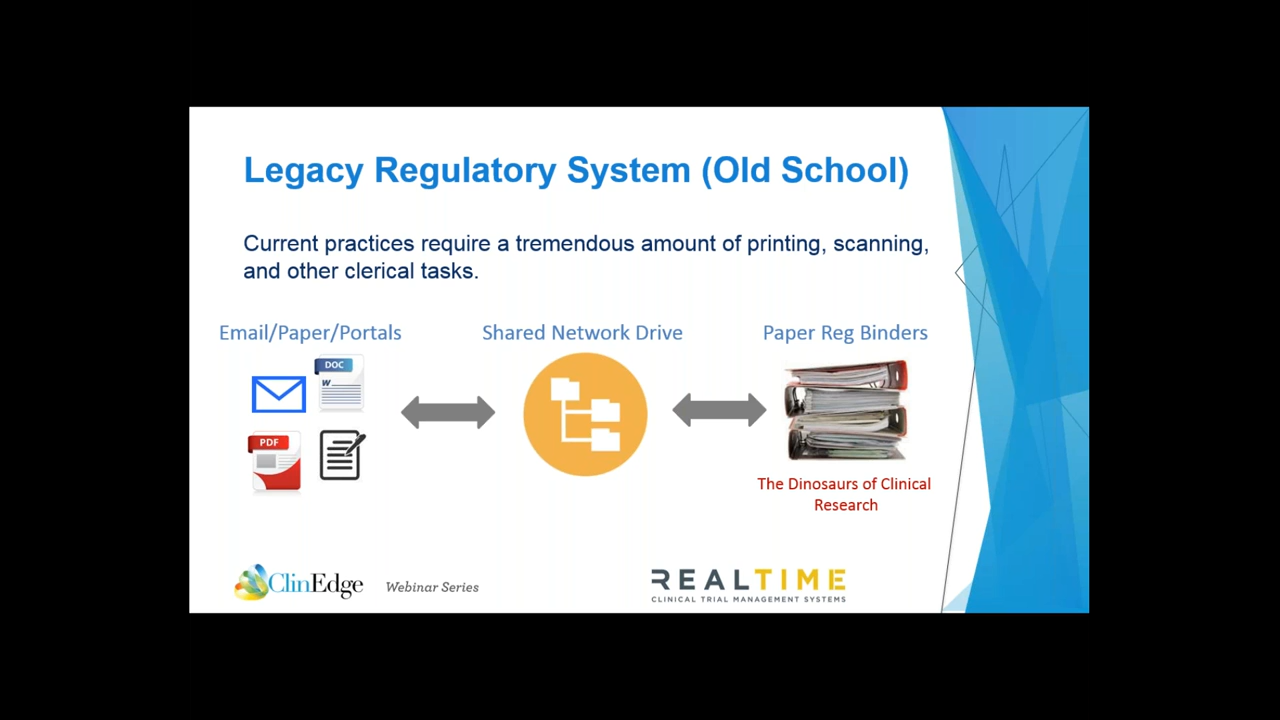 Legacy Regulatory System (Old School)
Current practices require a tremendous amount of printing, scanning,
and other clerical tasks.
Email/Paper/Portals
Shared Network Drive
Paper Reg Binders
DOC
W
PDF
The Dinosaurs of Clinical
Research
ClinEdge
Webinar Series
REALTIME
CLINICAL TRIAL MANAGEMENT SYSTEMS